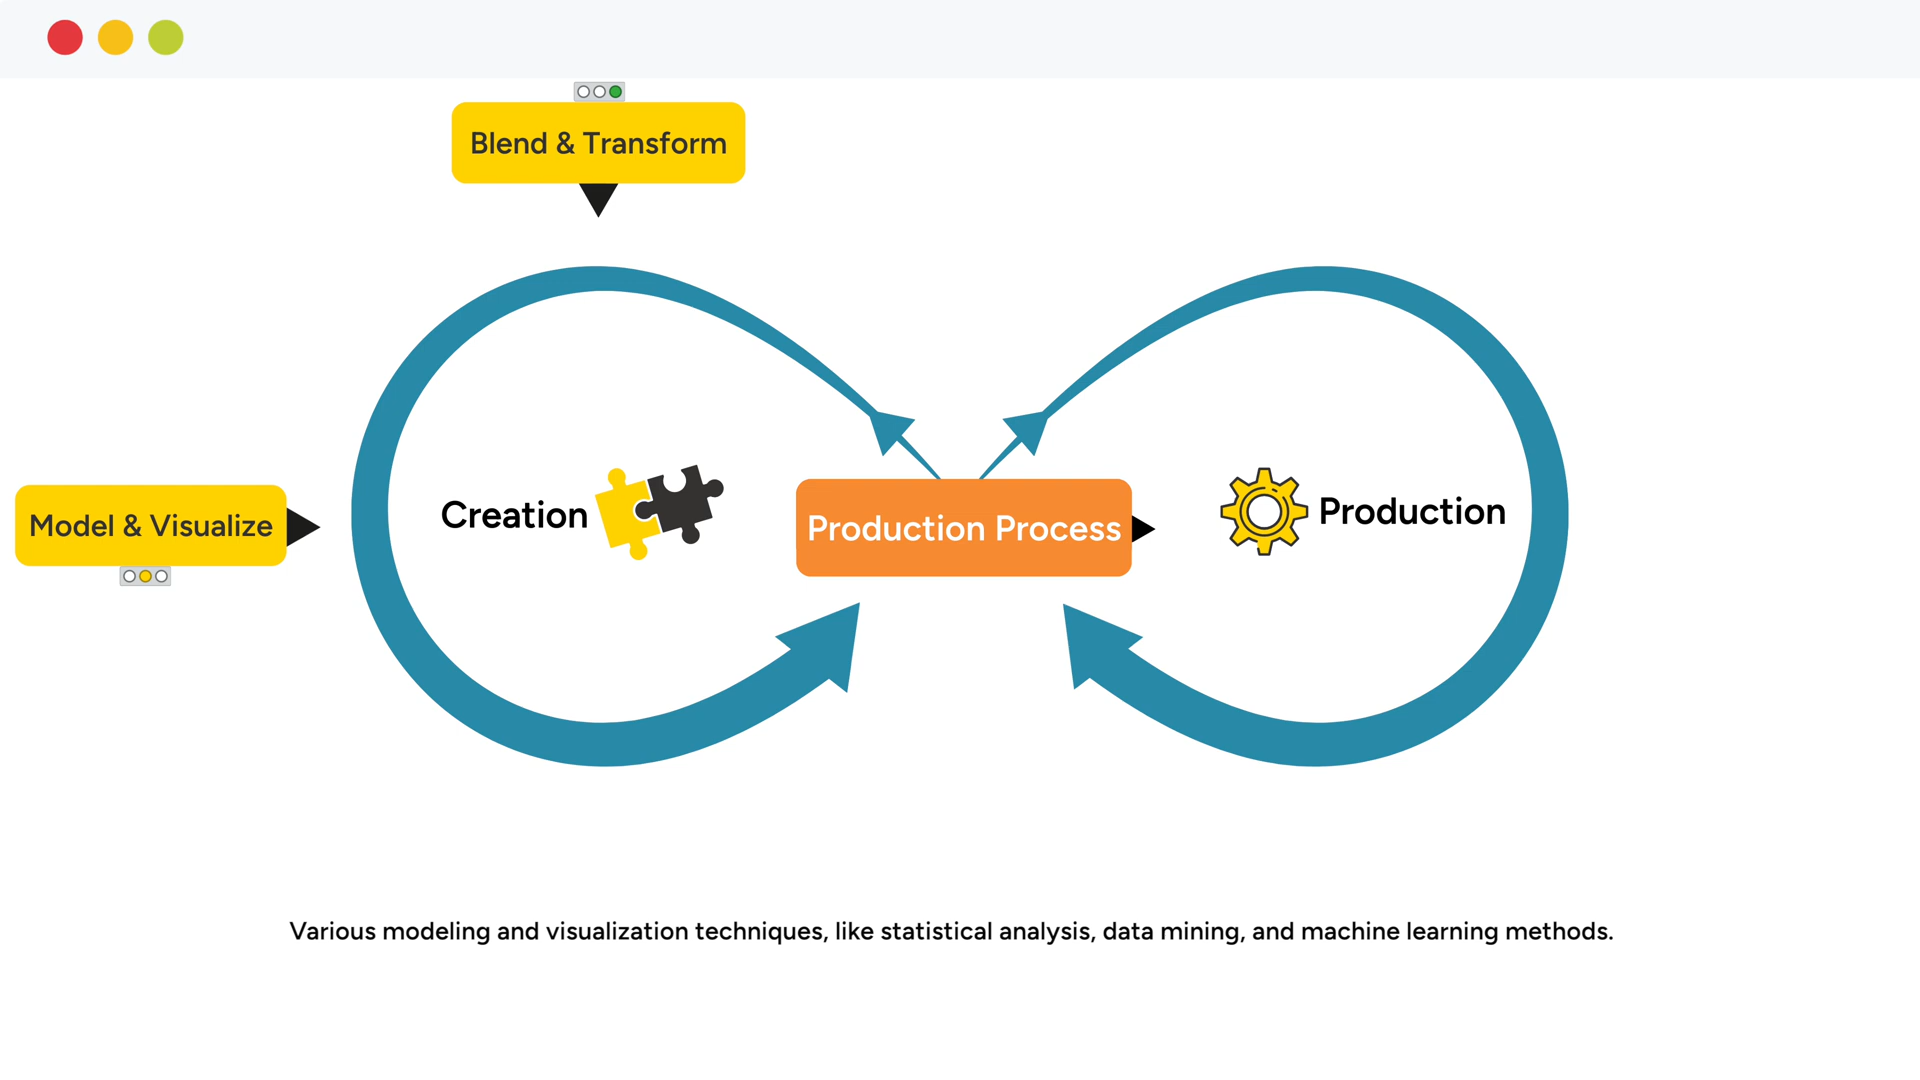 Blend & Transform
Model & Visualize
Creation
Production Process
Production
Various modeling and visualization techniques, like statistical analysis, data mining, and machine learning methods.